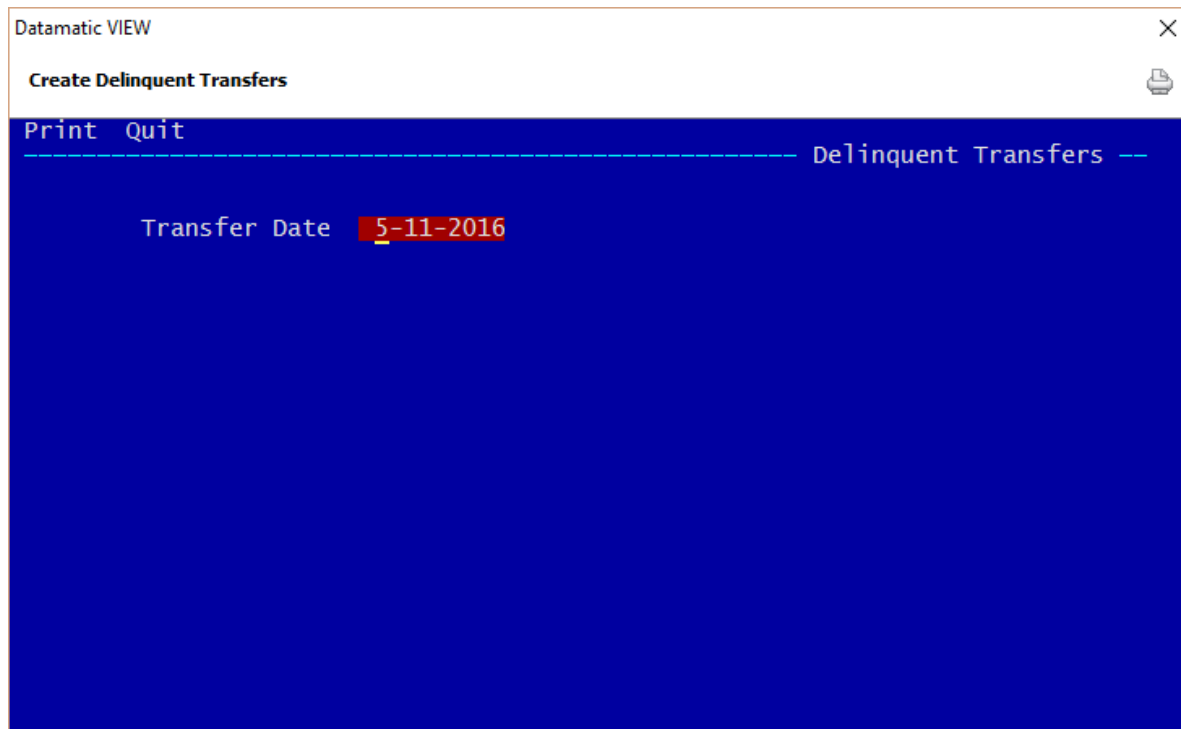 Datamatic VIEW
Create Delinquent Transfers
Print Quit
Delinquent Transfers
Transfer Date 5-11-2016